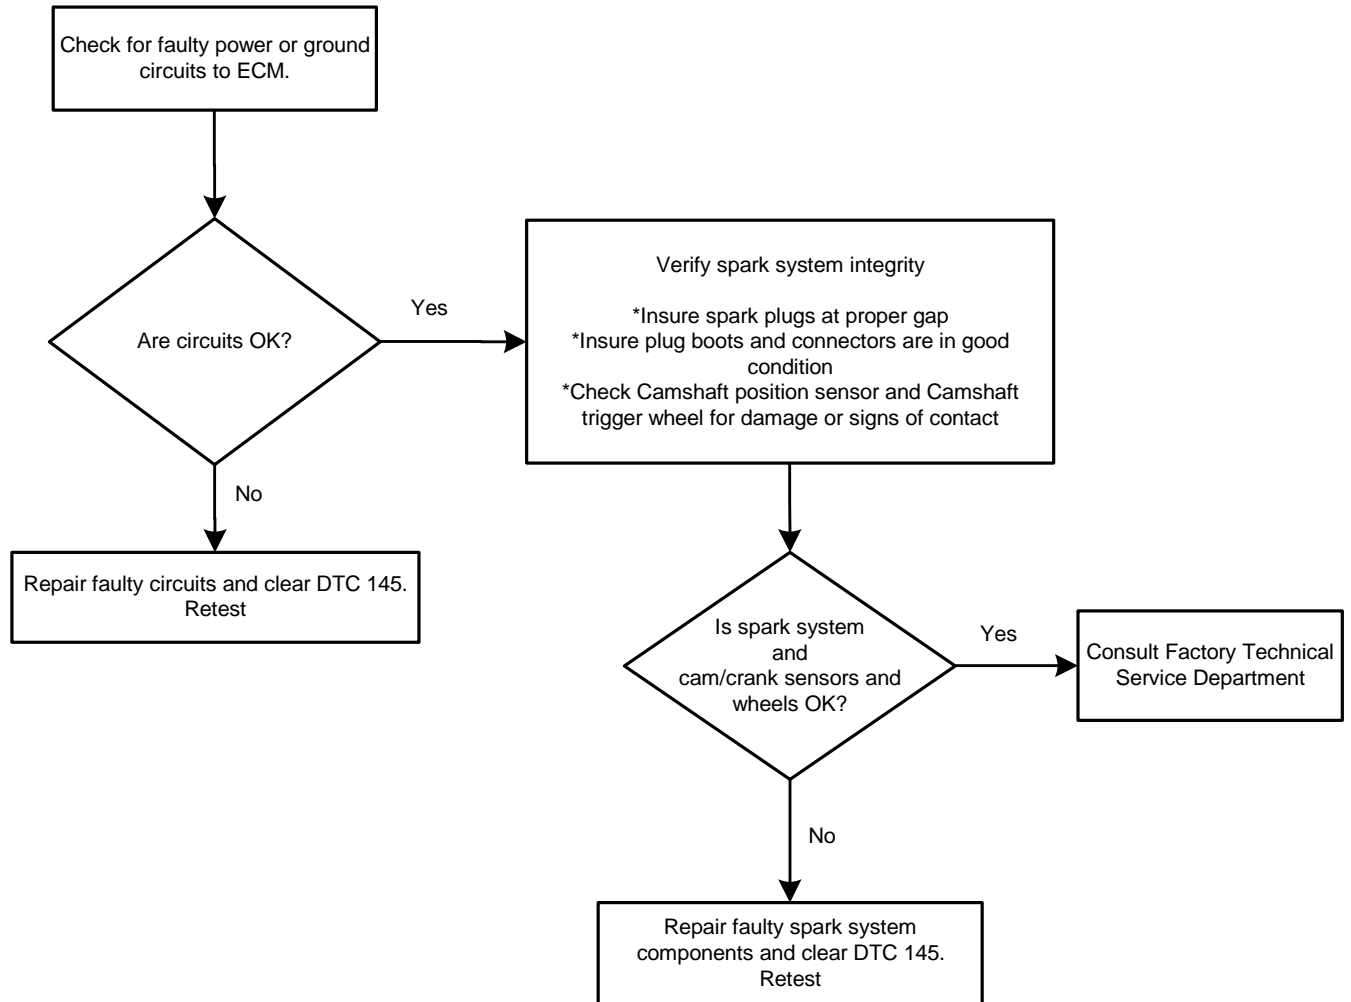 Check for faulty power or ground
circuits to ECM.
Are circuits OK?
Yes
No
Repair faulty circuits and clear DTC 145.
Retest
Verify spark system integrity
*Insure spark plugs at proper gap
*Insure plug boots and connectors are in good
condition
*Check Camshaft position sensor and Camshaft
trigger wheel for damage or signs of contact
Is spark system
and
cam/crank sensors and
wheels OK?
Yes
Consult Factory Technical
Service Department
No
Repair faulty spark system
components and clear DTC 145.
Retest